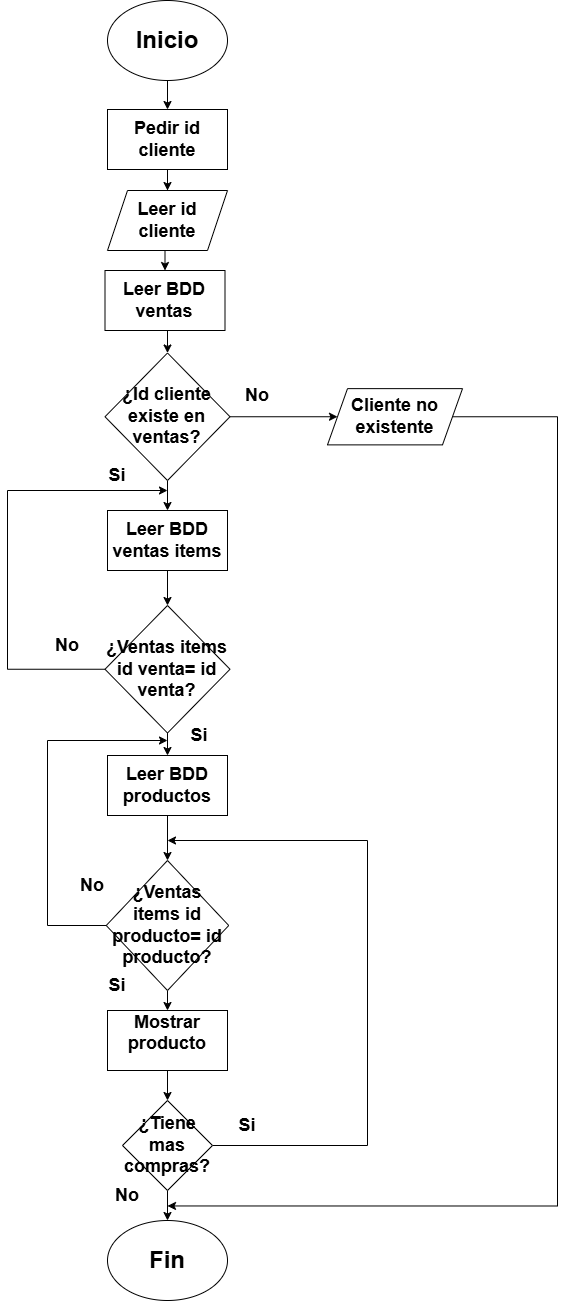 Inicio
Pedir id
cliente
Leer id
cliente
Leer BDD
ventas
¿Id cliente
existe en
ventas?
No
Cliente no
existente
Si
Leer BDD
ventas items
¿Ventas items
id venta= id
venta?
No
Si
Leer BDD
productos
¿Ventas
items id
producto= id
producto?
No
Si
Mostrar
producto
¿Tiene
mas
compras?
Si
No
Fin